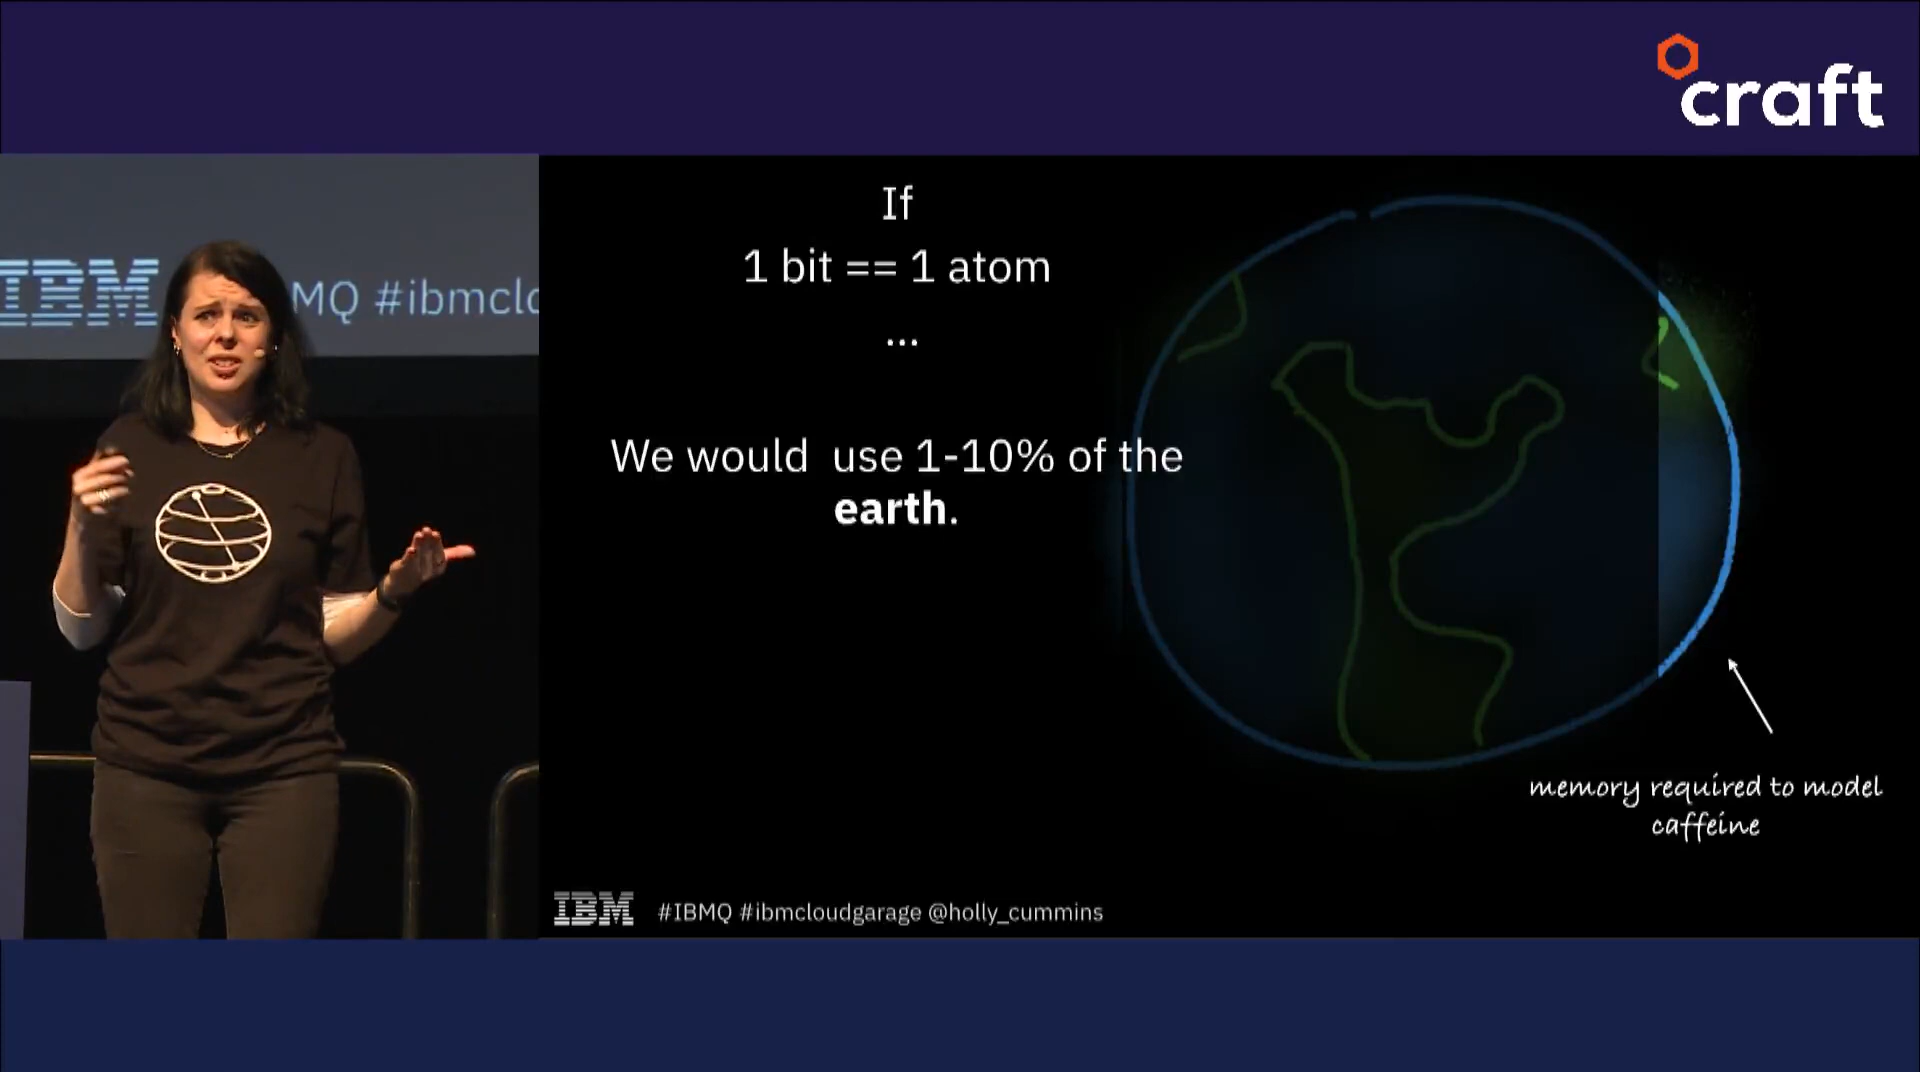 craft
IBM
MQ #ibmclo
If
1 bit == 1 atom
...
We would use 1-10% of the
earth.
memory required to model
caffeine
IBM #IBMQ #ibmcloudgarage @holly_cummins